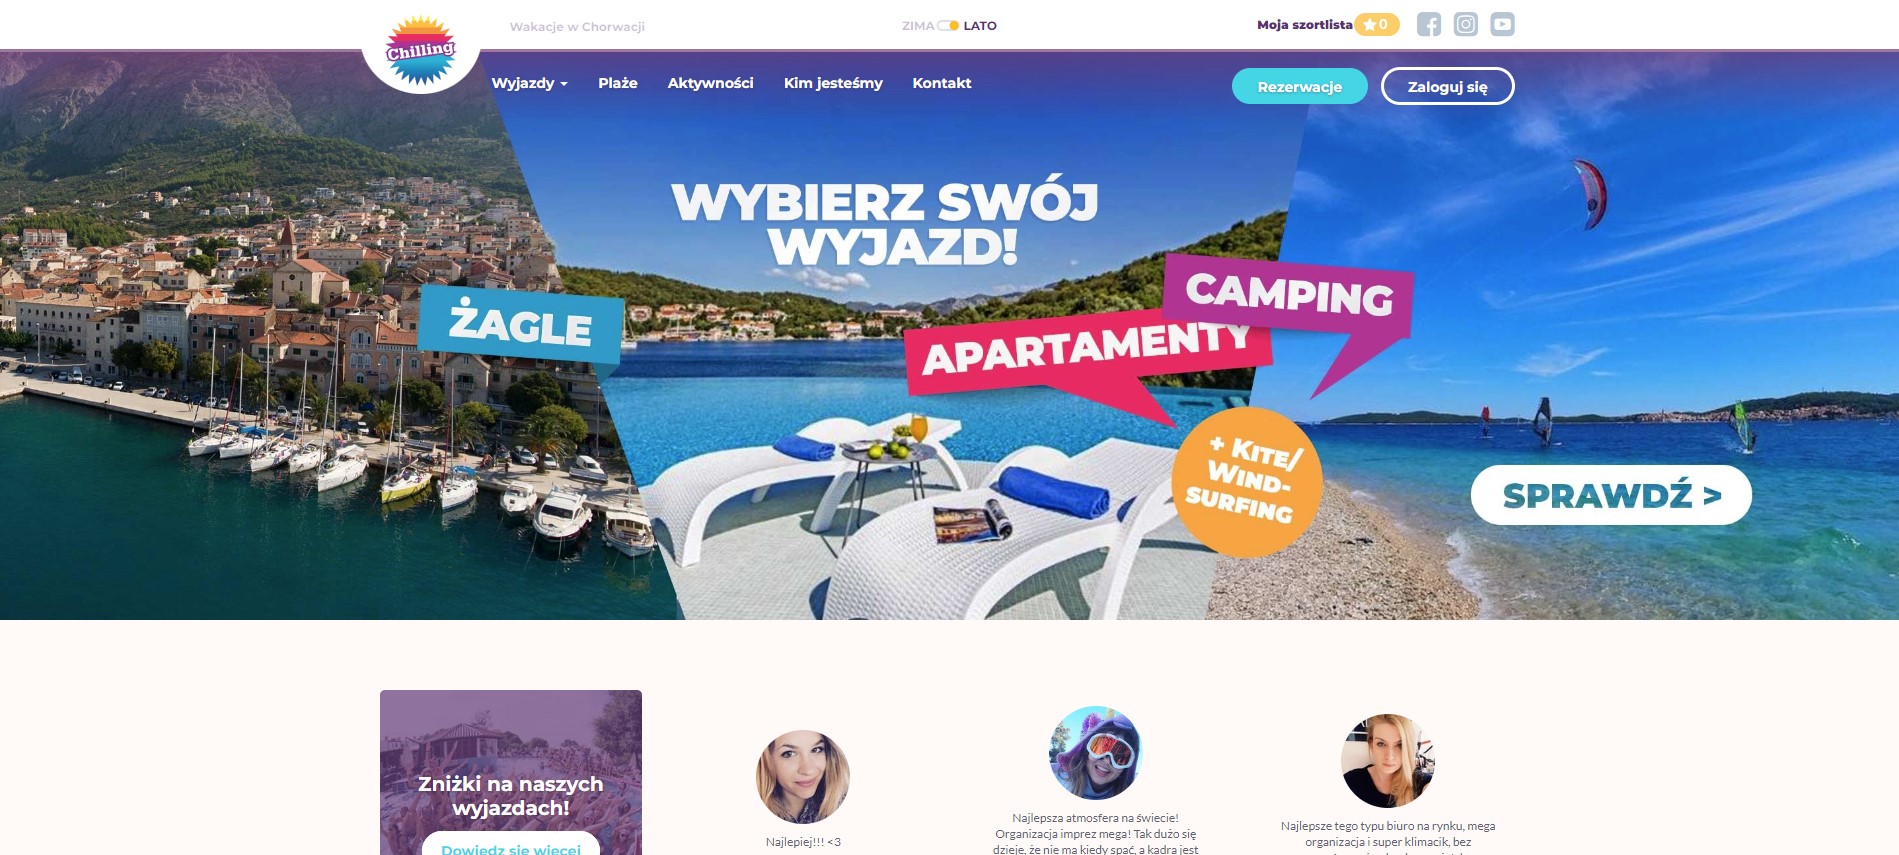 Wakacje w Chorwacji
ZIMA LATO
Moja szortlista 0
Chilling
Wyjazdy Plaże Aktywności Kim jesteśmy Kontakt
Rezerwacje Zaloguj się
WYBIERZ SWÓJ
WYJAZD!
ŻAGLE
APARTAMENTY
CAMPING
+ KITE/
WIND-
SURFING
SPRAWDŹ >
Zniżki na naszych
wyjazdach!
Dowiedz się więcej
Najlepiej!!! <3
Najlepsza atmosfera na świecie!
Organizacja imprez mega! Tak dużo się
dzieje, że nie ma kiedy spać, a kadra jest
Najlepsze tego typu biuro na rynku, mega
organizacja i super klimacik, bez